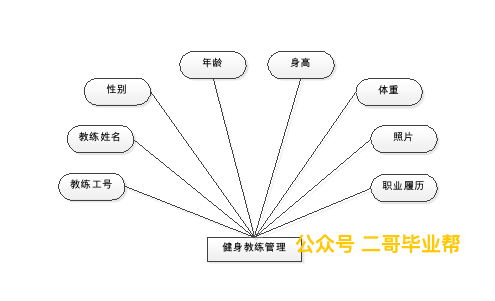 年龄
身高
性别
体重
教练姓名
照片
教练工号
职业履历
健身教练管理
公众号 二哥毕业帮